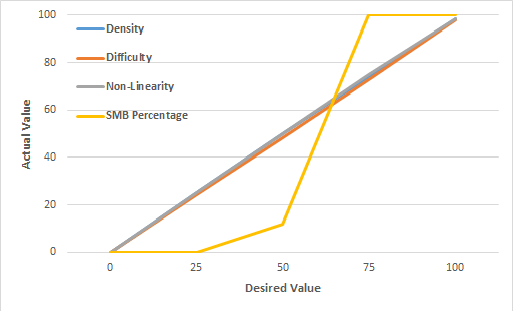 100
80
60
40
20
0
Actual Value
Density
Difficulty
Non-Linearity
SMB Percentage
0 25 50 75 100
Desired Value